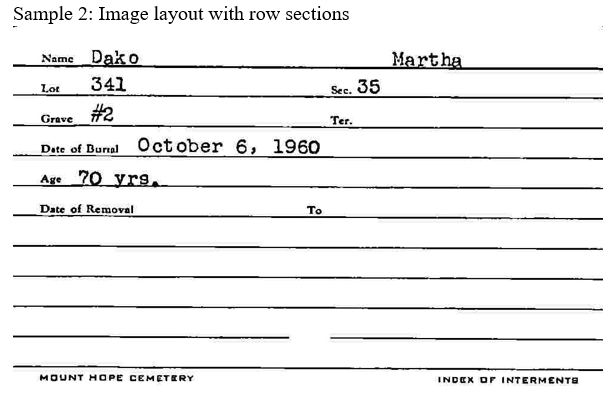 Sample 2: Image layout with row sections
Name Dako Martha
Lot 341 Sec. 35
Grave #2 Ter.
Date of Burial October 6, 1960
Age 70 yrs.
Date of Removal To
MOUNT HOPE CEMETERY INDEX OF INTERMENTS